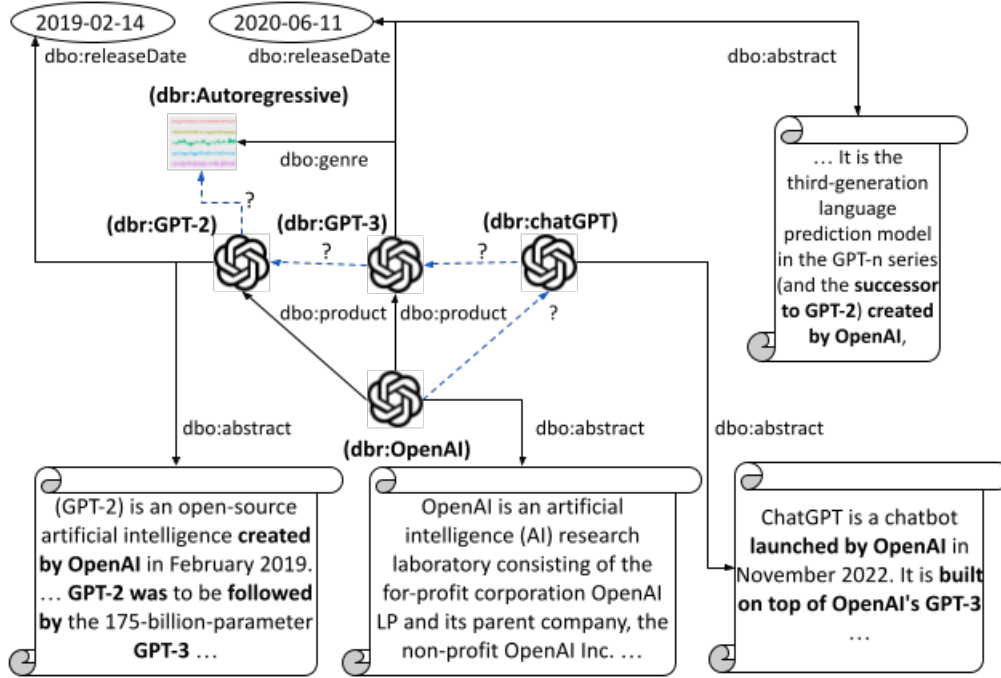 2019-02-14
2020-06-11
dbo:releaseDate
dbo:releaseDate
dbo:abstract
(dbr:Autoregressive)
dbo:genre
?
(dbr:GPT-2)
(dbr:GPT-3)
(dbr:chatGPT)
?
?
dbo:product
dbo:product
?
… It is the
third-generation
language
prediction model
in the GPT-n series
(and the successor
to GPT-2) created
by OpenAI,
dbo:abstract
(dbr:OpenAI)
dbo:abstract
dbo:abstract
(GPT-2) is an open-source
artificial intelligence created
by OpenAI in February 2019.
… GPT-2 was to be followed
by the 175-billion-parameter
GPT-3 …
OpenAI is an artificial
intelligence (AI) research
laboratory consisting of the
for-profit corporation OpenAI
LP and its parent company, the
non-profit OpenAI Inc. …
ChatGPT is a chatbot
launched by OpenAI in
November 2022. It is built
on top of OpenAI's GPT-3
…